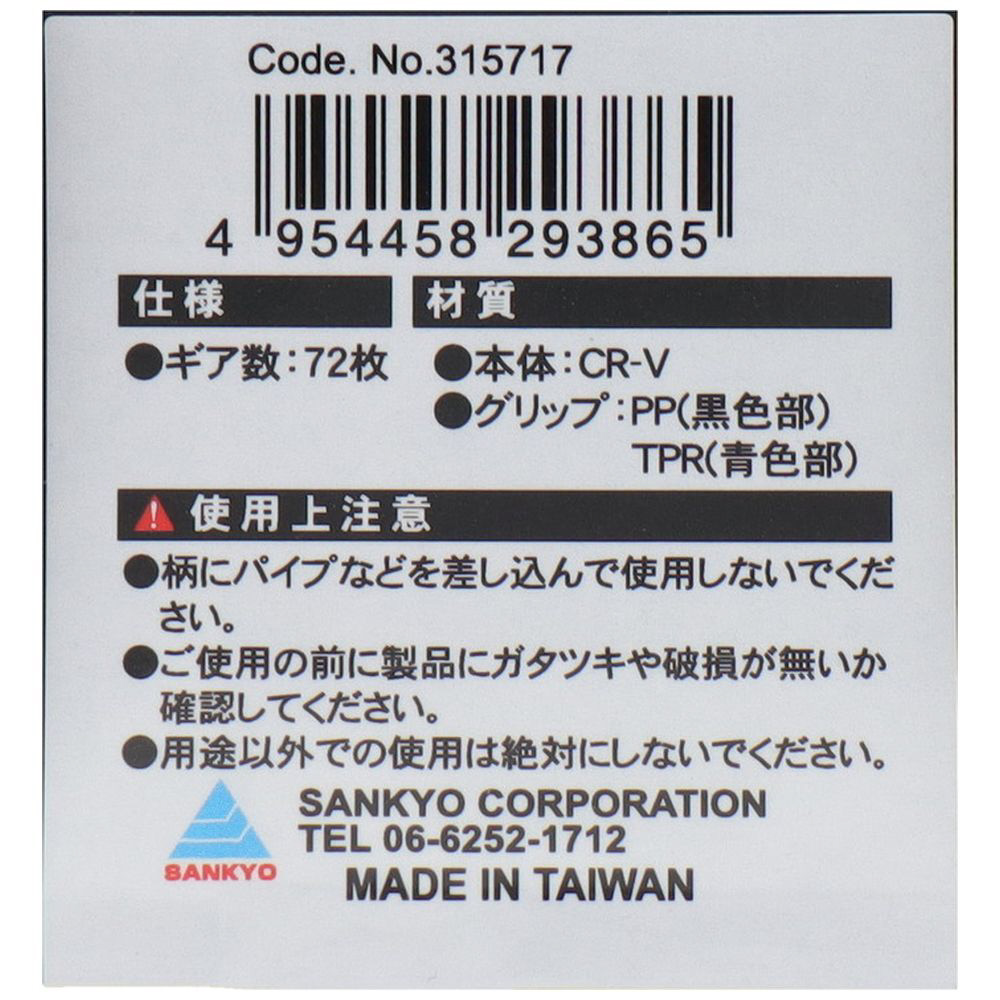 Code. No.315717
4 954458 293865
仕様
材質
●ギア数:72枚
●本体:CR-V
●グリップ:PP(黒色部)
TPR(青色部)
使用上注意
●柄にパイプなどを差し込んで使用しないでくだ
さい。
●ご使用の前に製品にガタツキや破損が無いか
確認してください。
●用途以外での使用は絶対にしないでください。
SANKYO
SANKYO CORPORATION
TEL 06-6252-1712
MADE IN TAIWAN